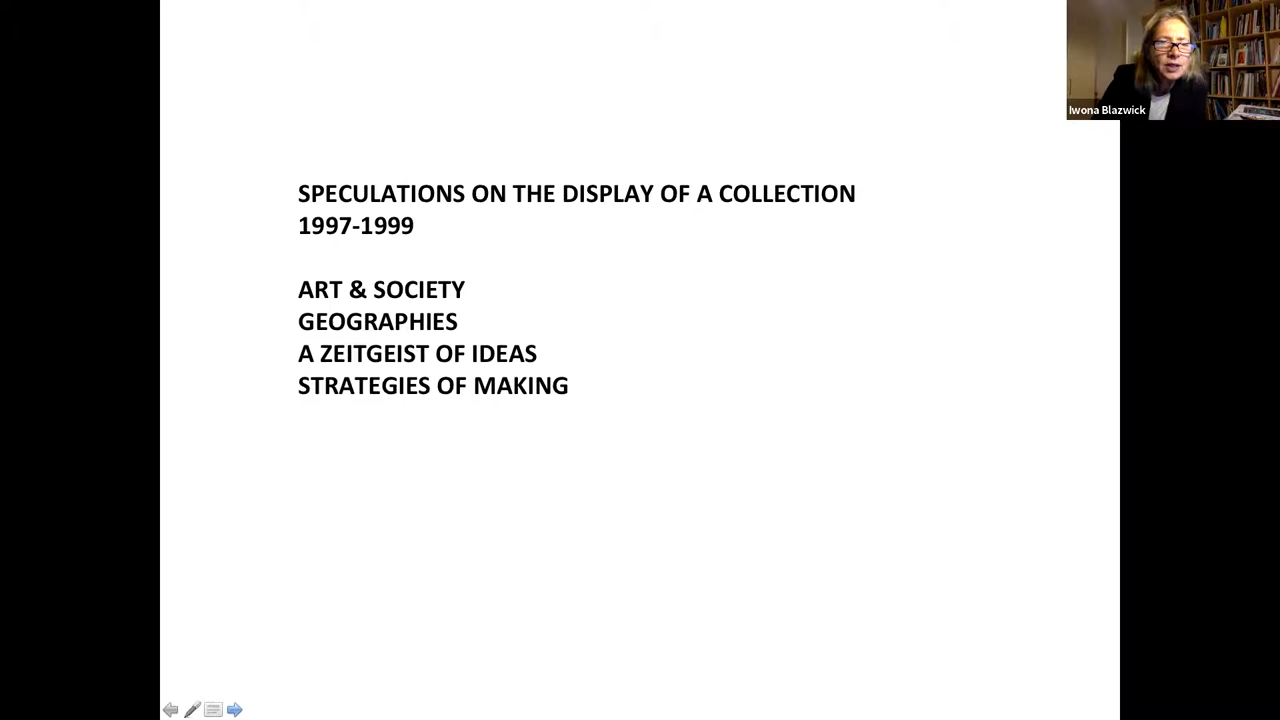 Iwona Blazwick
SPECULATIONS ON THE DISPLAY OF A COLLECTION
1997-1999
ART & SOCIETY
GEOGRAPHIES
A ZEITGEIST OF IDEAS
STRATEGIES OF MAKING